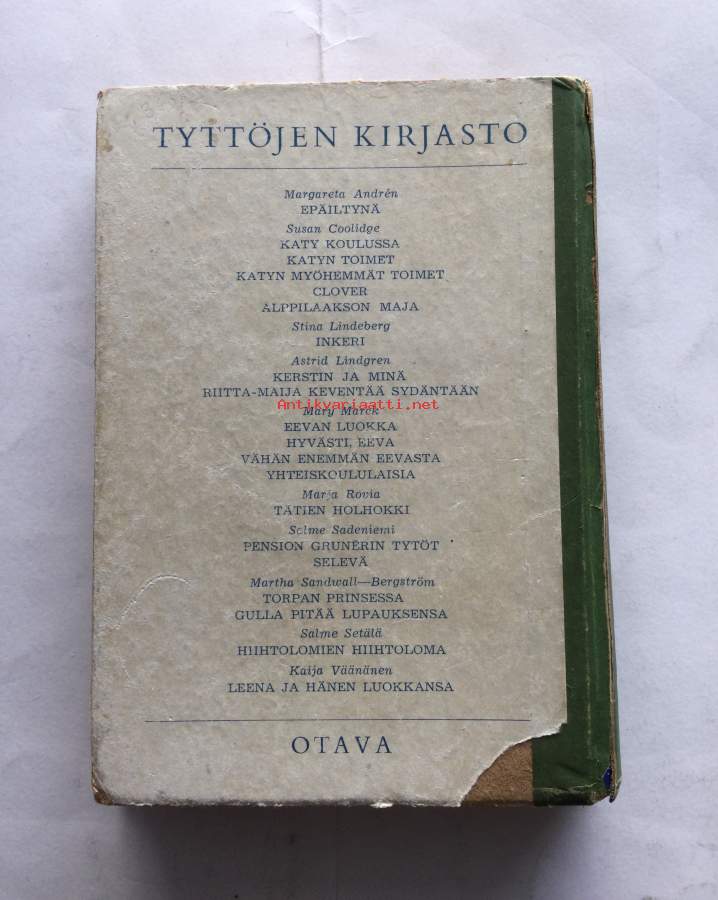 TYTTÖJEN KIRJASTO
Margareta Andrén
EPÄILTYNÄ
Susan Coolidge
KATY KOULUSSA
KATYN TOIMET
KATYN MYÖHEMMÄT TOIMET
CLOVER
ALPPILAAKSON MAJA
Stina Lindeberg
INKERI
Astrid Lindgren
KERSTIN JA MINÄ
RIITTA-MAIJA KEVENTÄÄ SYDÄNTÄÄN
Antikvariaatti.net
Mary Marck
EEVAN LUOKKA
HYVÄSTI, EEVA
VÄHÄN ENEMMÄN EEVASTA
YHTEISKOULULAISIA
Marja Rovia
TÄTIEN HOLHOKKI
Solme Sadeniemi
PENSION GRUNERIN TYTÖT
SELEVÄ
Martha Sandwall—Bergström
TORPAN PRINSESSA
GULLA PITÄÄ LUPAUKSENSA
Salme Setälä
HIIHTOLOMIEN HIIHTOLOMA
Kaija Väänänen
LEENA JA HÄNEN LUOKKANSA
OTAVA